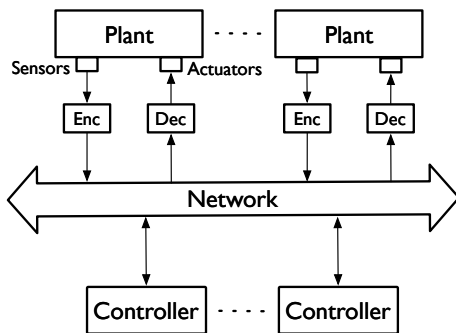 Plant Plant
Sensors Actuators
Enc Dec Enc Dec
Network
Controller Controller